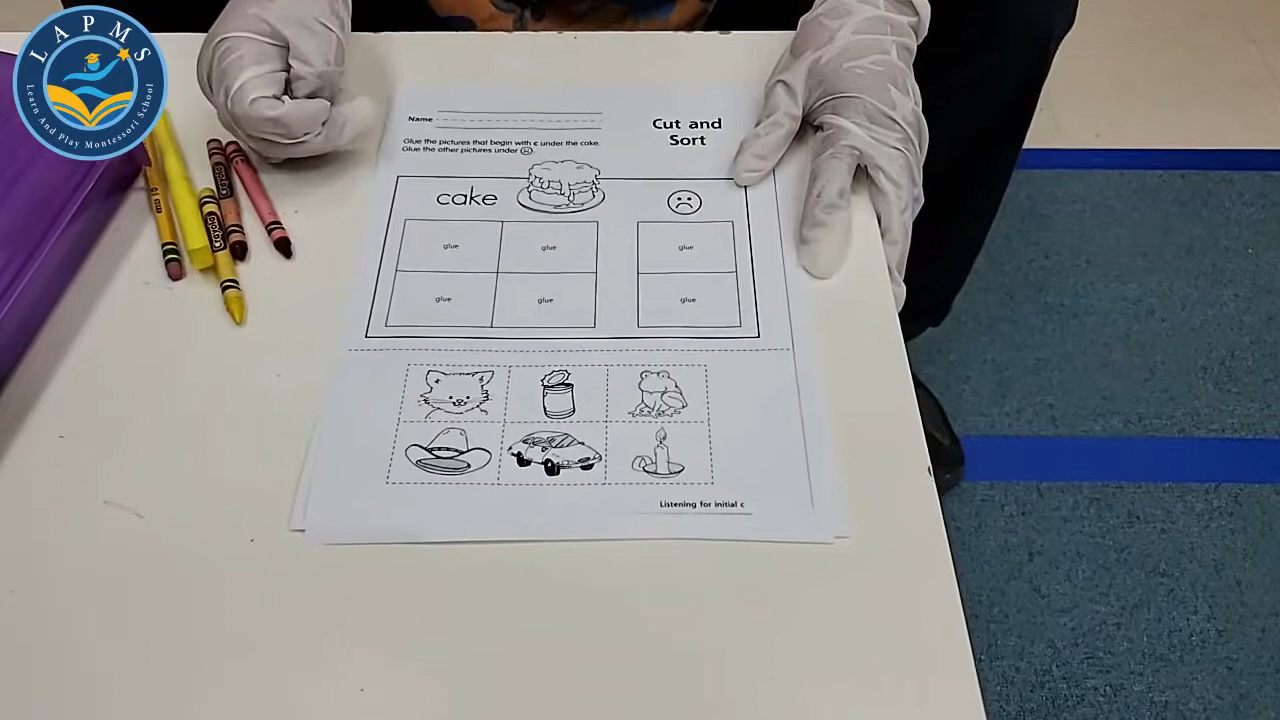 LAPMS
Learn And Play Montessori School
Name
Cut and
Sort
Glue the pictures that begin with c under the cake.
Glue the other pictures under
cake
glue glue glue
glue glue glue
Listening for initial c
Crayola
Crayola